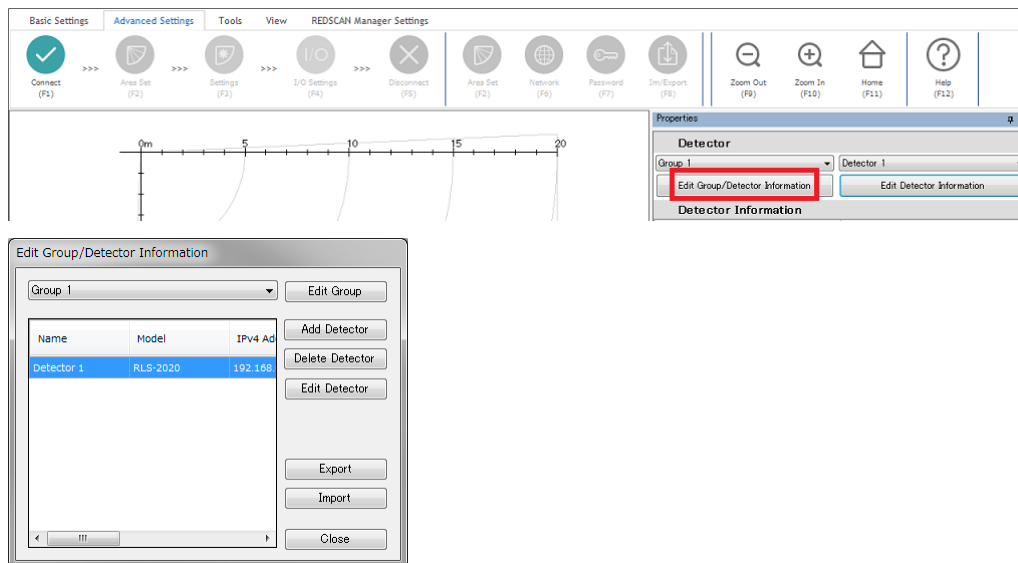 Basic Settings Advanced Settings Tools View REDSCAN Manager Settings
>>> >>> >>> >>>
I/O
Connect Area Set Settings I/O Settings Disconnect Area Set Network Password Im/Export Zoom Out Zoom In Home Help
(F1) (F2) (F3) (F4) (F5) (F2) (F6) (F7) (F8) (F9) (F10) (F11) (F12)
Properties
0m 5 10 15 20
Detector
Group 1 Detector 1
Edit Group/Detector Information Edit Detector Information
Detector Information
Edit Group/Detector Information
Group 1 Edit Group
Add Detector
Name Model IPv4 Ad
Delete Detector
Detector 1 RLS-2020 192.168.
Edit Detector
Export
Import
Close